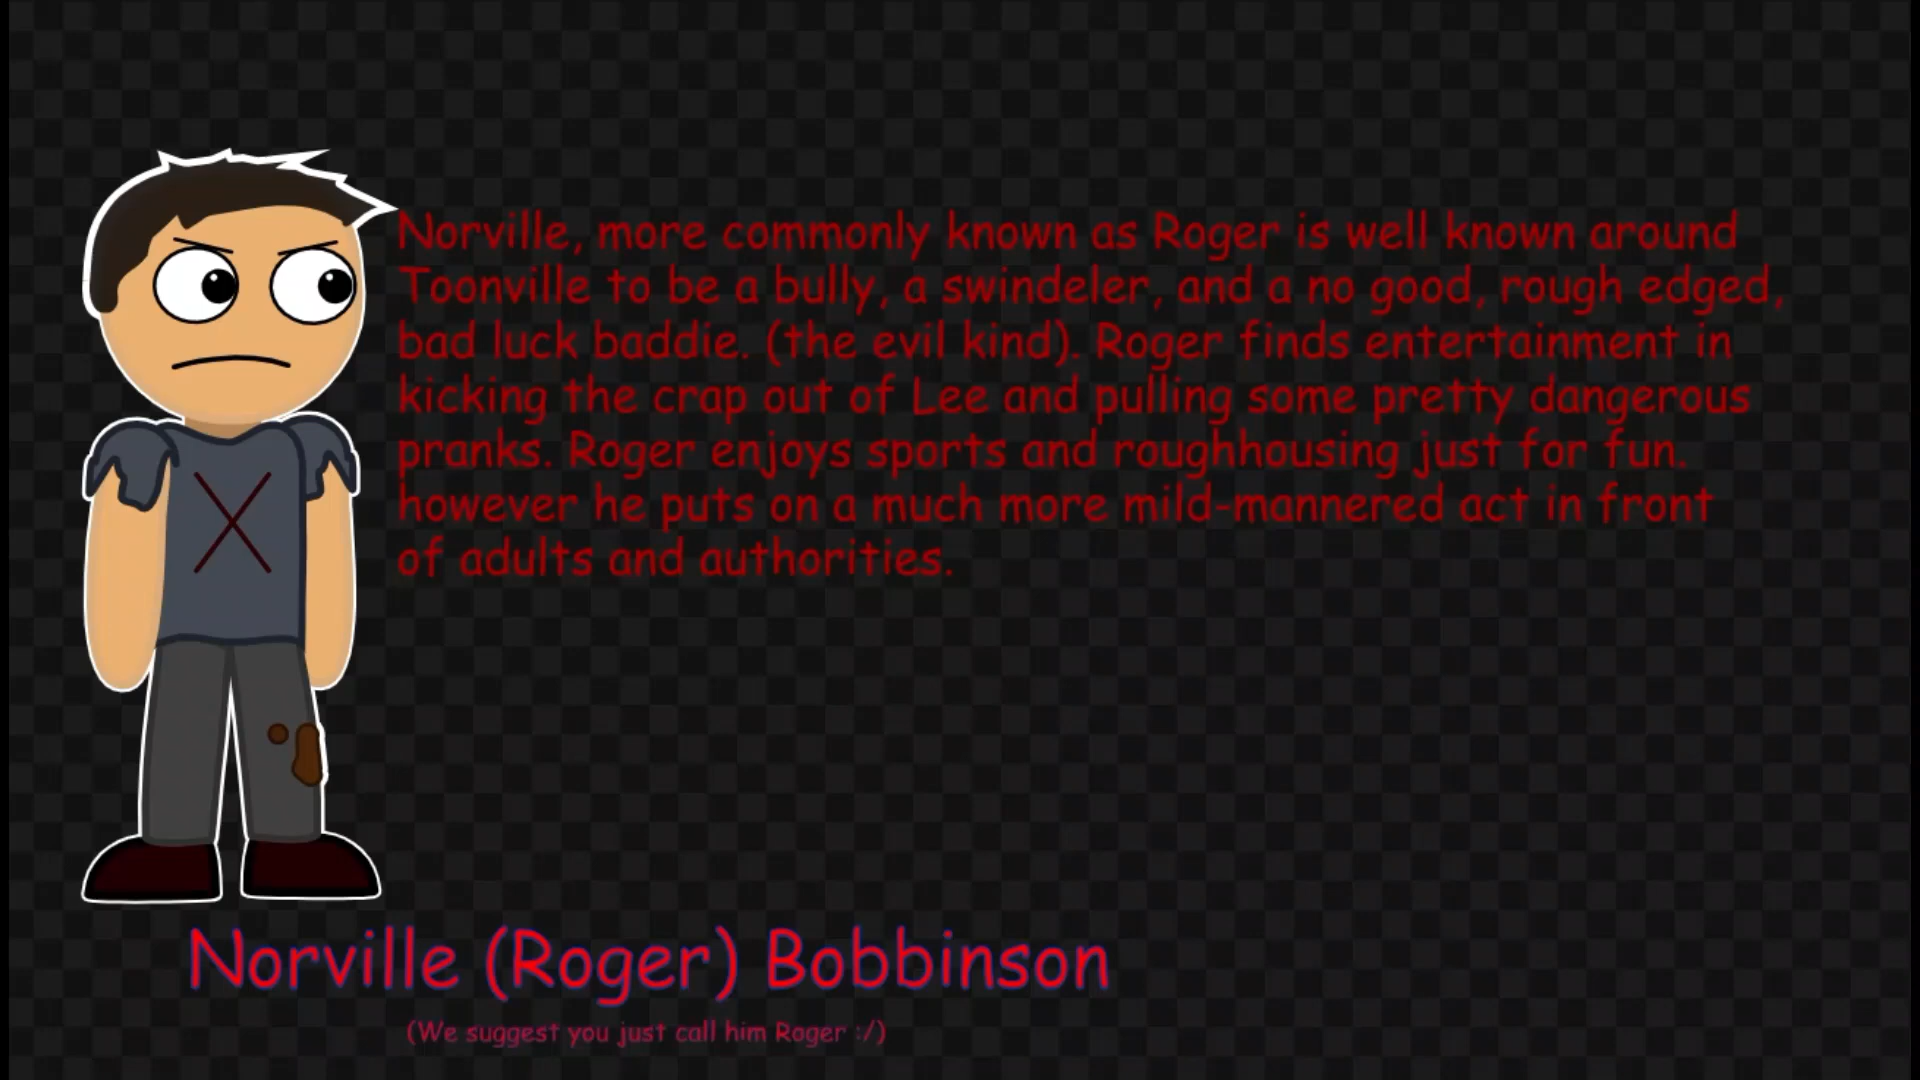 Norville, more commonly known as Roger is well known around
Toonville to be a bully, a swindeler, and a no good, rough edged,
bad luck baddie. (the evil kind). Roger finds entertainment in
kicking the crap out of Lee and pulling some pretty dangerous
pranks. Roger enjoys sports and roughhousing just for fun.
however he puts on a much more mild-mannered act in front
of adults and authorities.
Norville (Roger) Bobbinson
(We suggest you just call him Roger :/)